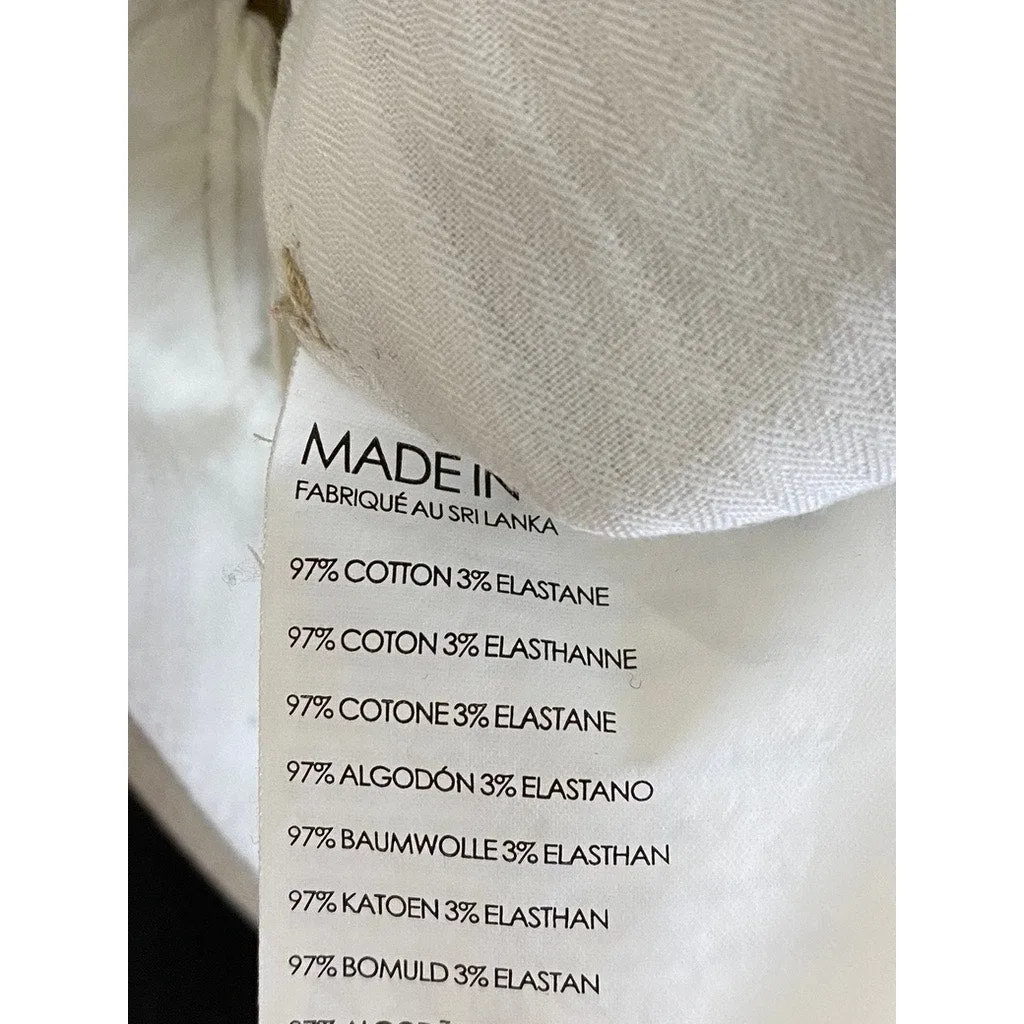 MADE IN
FABRIQUÉ AU SRI LANKA
97% COTTON 3% ELASTANE
97% COTON 3% ELASTHANNE
97% COTONE 3% ELASTANE
97% ALGODÓN 3% ELASTANO
97% BAUMWOLLE 3% ELASTHAN
97% KATOEN 3% ELASTHAN
97% BOMULD 3% ELASTAN